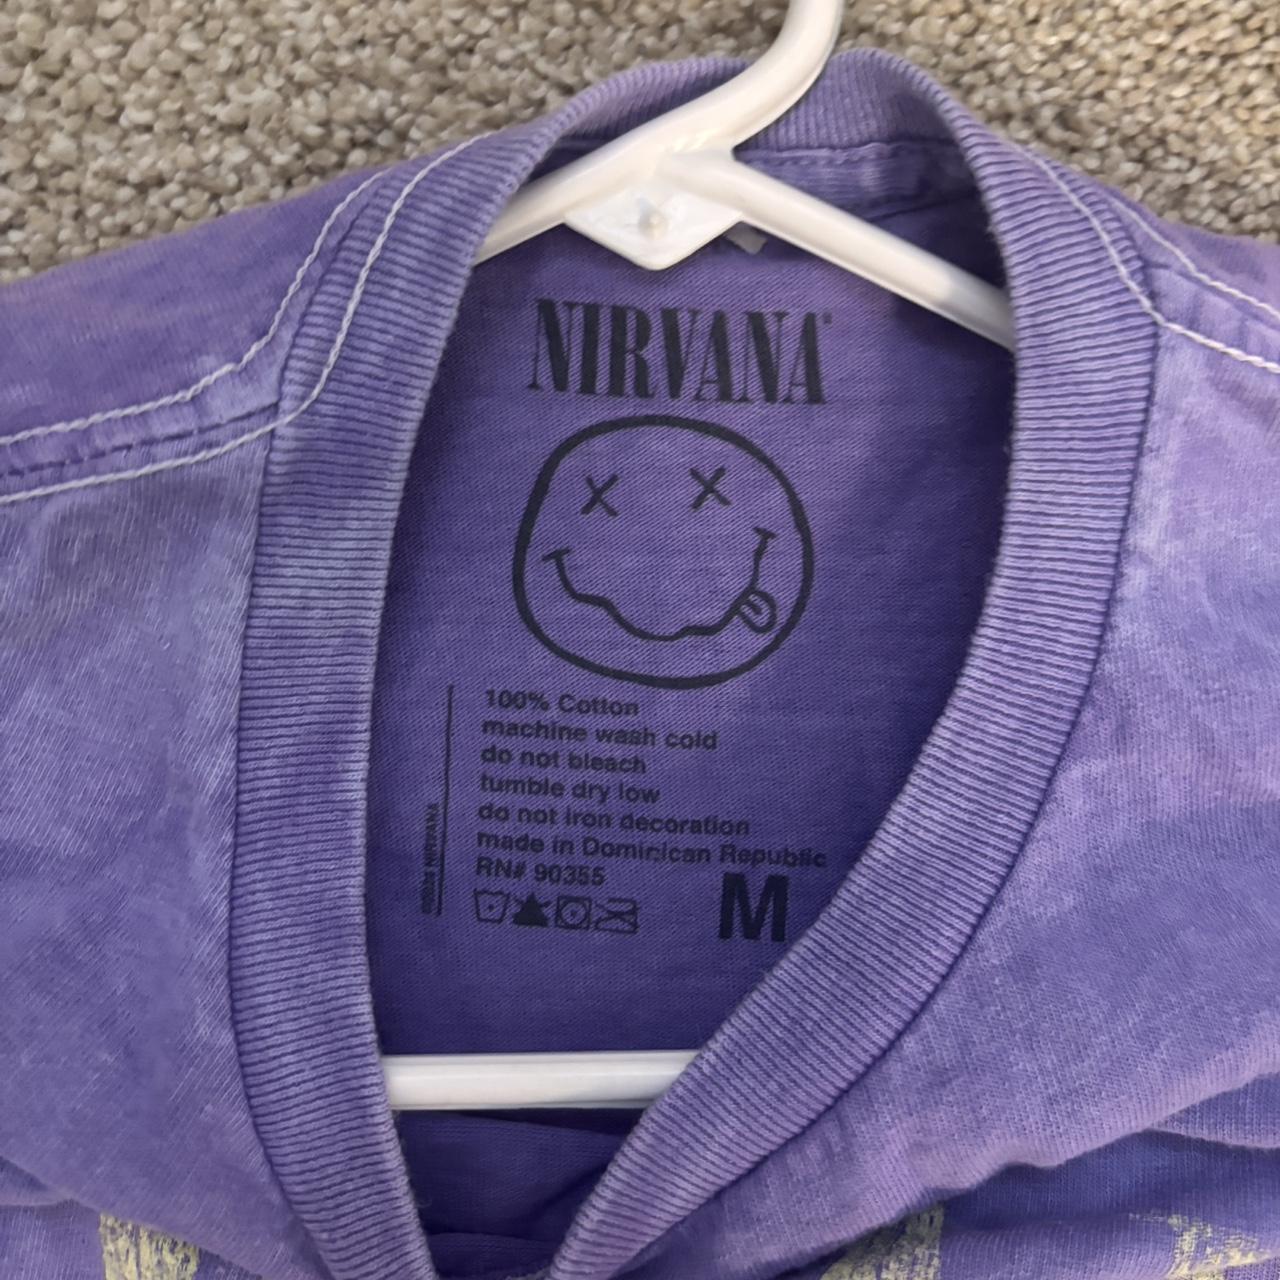 NIRVANA
100% Cotton
machine wash cold
do not bleach
tumble dry low
do not iron decoration
made in Dominican Republic
RN# 90355
M
NIRVANA